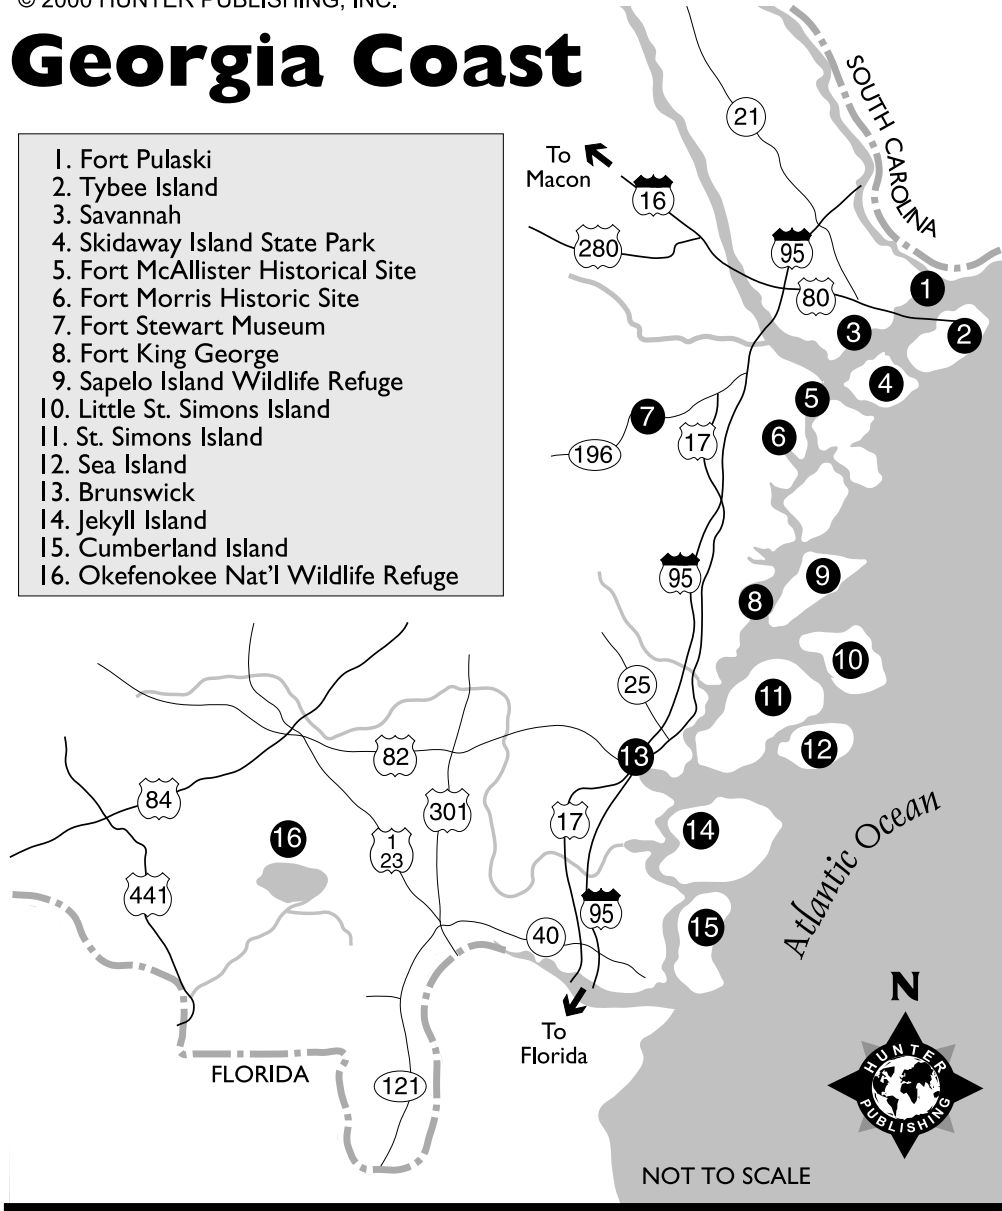 © 2000 HUNTER PUBLISHING, INC.
Georgia Coast
1. Fort Pulaski
2. Tybee Island
3. Savannah
4. Skidaway Island State Park
5. Fort McAllister Historical Site
6. Fort Morris Historic Site
7. Fort Stewart Museum
8. Fort King George
9. Sapelo Island Wildlife Refuge
10. Little St. Simons Island
11. St. Simons Island
12. Sea Island
13. Brunswick
14. Jekyll Island
15. Cumberland Island
16. Okefenokee Nat'l Wildlife Refuge
SOUTH CAROLINA
21
To
Macon
16
280
95
80
1
2
3
4
5
6
7
17
196
95
8
9
10
11
12
25
13
82
84
301
17
1
23
16
441
14
15
95
40
Atlantic Ocean
To
Florida
FLORIDA
121
N
HUNTER
PUBLISHING
NOT TO SCALE